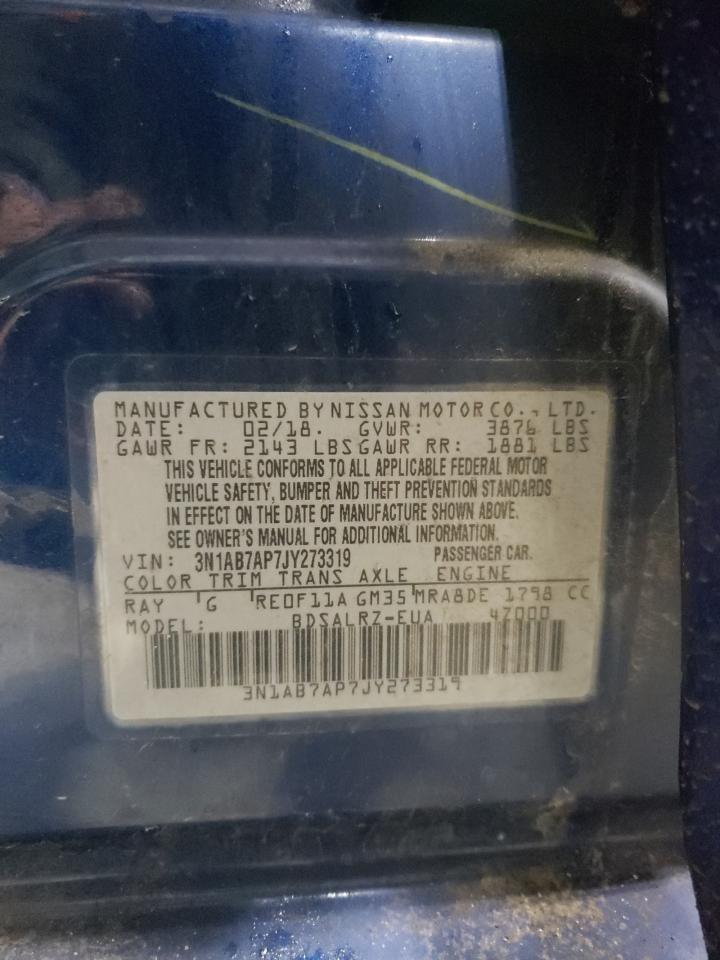 MANUFACTURED BY NISSAN MOTOR CO., LTD.
DATE: 02/18. GVWR: 3876 LBS
GAWR FR: 2143 LBS GAWR RR: 1881 LBS
THIS VEHICLE CONFORMS TO ALL APPLICABLE FEDERAL MOTOR
VEHICLE SAFETY, BUMPER AND THEFT PREVENTION STANDARDS
IN EFFECT ON THE DATE OF MANUFACTURE SHOWN ABOVE.
SEE OWNER'S MANUAL FOR ADDITIONAL INFORMATION.
VIN: 3N1AB7AP7JY273319 PASSENGER CAR.
COLOR TRIM TRANS AXLE ENGINE
RAY G RE0F11A GM35 MRA8DE 1798 CC
MODEL: BDSALRZ-EUA 47000
3N1AB7AP7JY273319